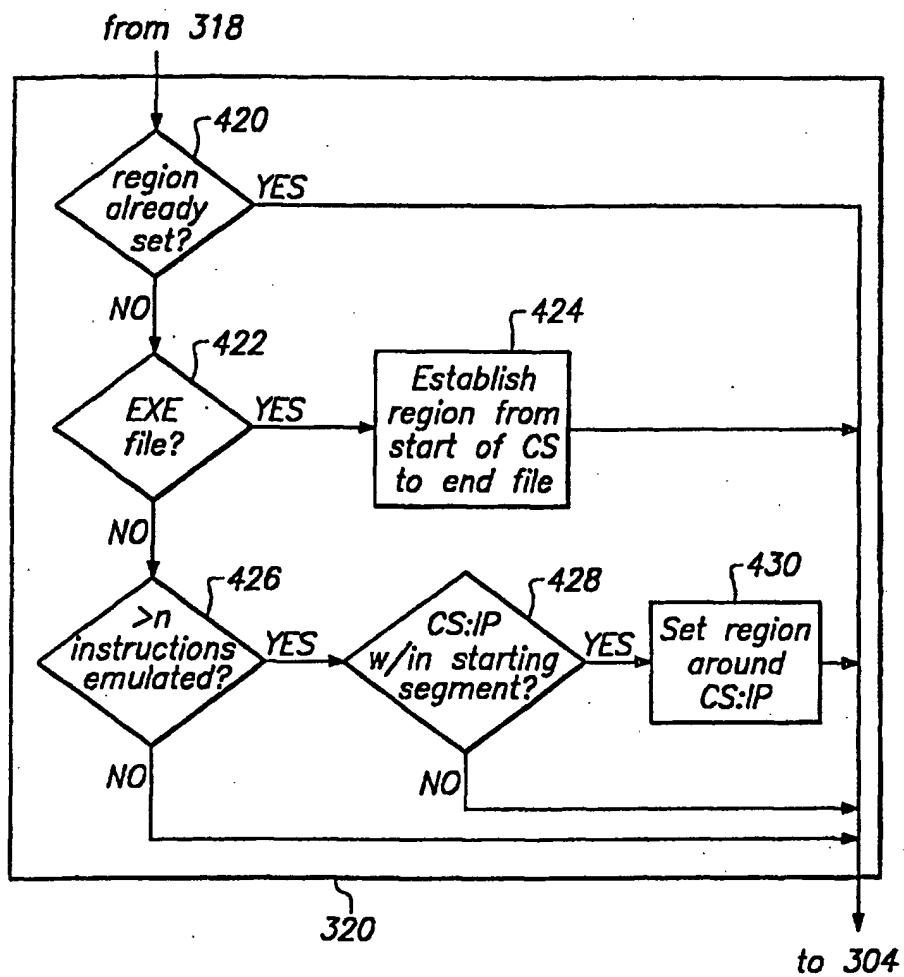 from 318
420
region
already
set?
YES
NO
422
EXE
file?
YES
424
Establish
region from
start of CS
to end file
NO
426
>n
instructions
emulated?
YES
428
CS:IP
w/in starting
segment?
YES
430
Set region
around
CS:IP
NO
NO
320
to 304